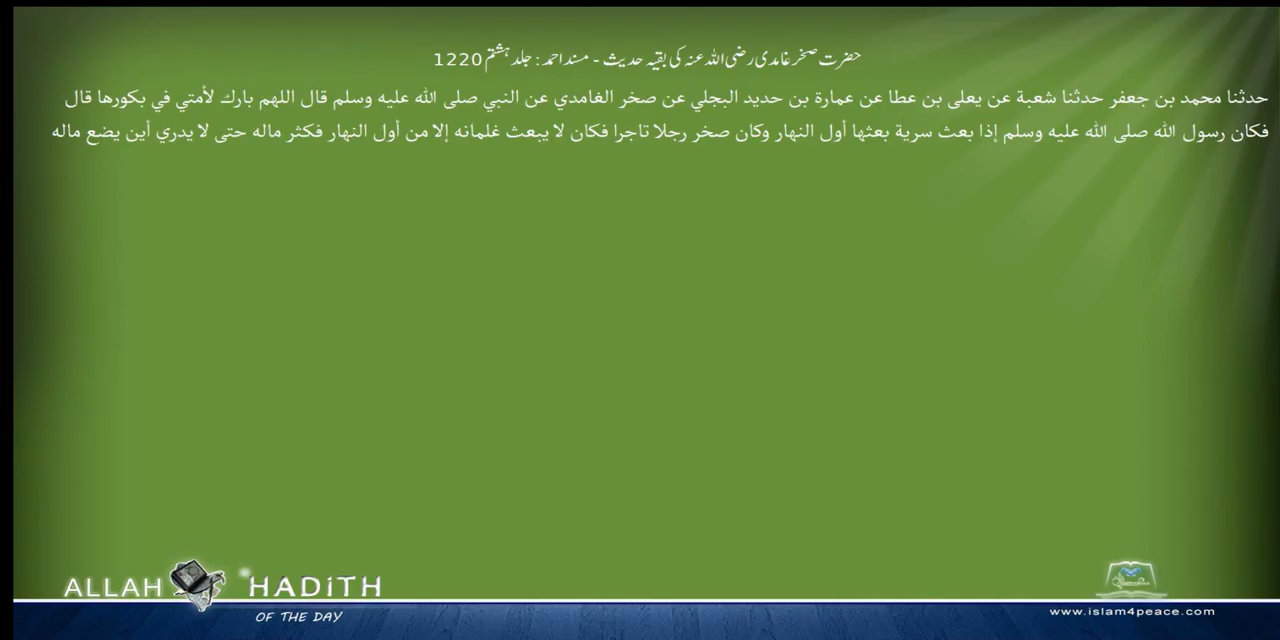 حضرت صخر غامدی رضی اللہ عنہ کی بقیہ حدیث - مسند احمد : جلد ہشتم 1220
حدثنا محمد بن جعفر حدثنا شعبة عن يعلى بن عطا عن عمارة بن حديد البجلي عن صخر الغامدي عن النبي صلى الله عليه وسلم قال اللهم بارك لأمتي في بكورها قال
فكان رسول الله صلى الله عليه وسلم إذا بعث سرية بعثها أول النهار وكان صخر رجلا تاجرا فكان لا يبعث غلمانه إلا من أول النهار فكثر ماله حتى لا يدري أين يضع ماله
ALLAH HADITH
OF THE DAY
www.islam4peace.com